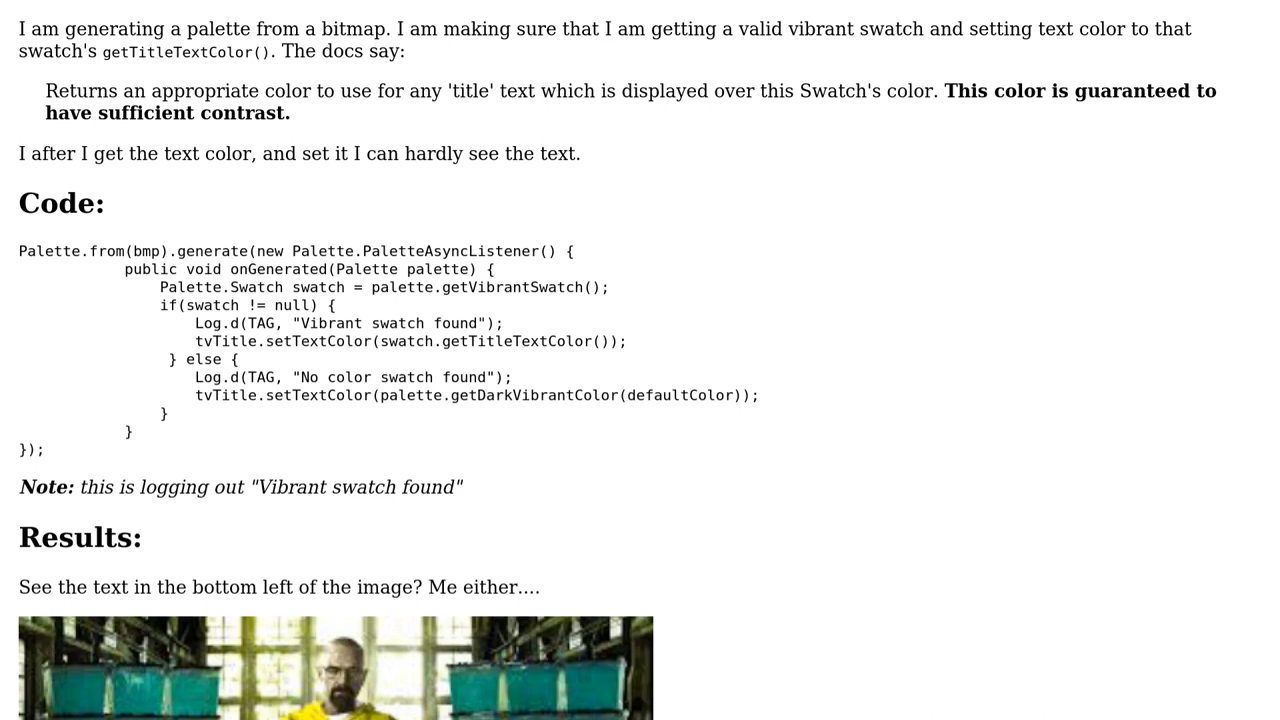 I am generating a palette from a bitmap. I am making sure that I am getting a valid vibrant swatch and setting text color to that
swatch's getTitleTextColor(). The docs say:
Returns an appropriate color to use for any 'title' text which is displayed over this Swatch's color. This color is guaranteed to
have sufficient contrast.
I after I get the text color, and set it I can hardly see the text.
Code:
Palette.from(bmp).generate(new Palette.PaletteAsyncListener() {
            public void onGenerated(Palette palette) {
                Palette.Swatch swatch = palette.getVibrantSwatch();
                if(swatch != null) {
                    Log.d(TAG, "Vibrant swatch found");
                    tvTitle.setTextColor(swatch.getTitleTextColor());
                 } else {
                    Log.d(TAG, "No color swatch found");
                    tvTitle.setTextColor(palette.getDarkVibrantColor(defaultColor));
                }
            }
});
Note: this is logging out "Vibrant swatch found"
Results:
See the text in the bottom left of the image? Me either....